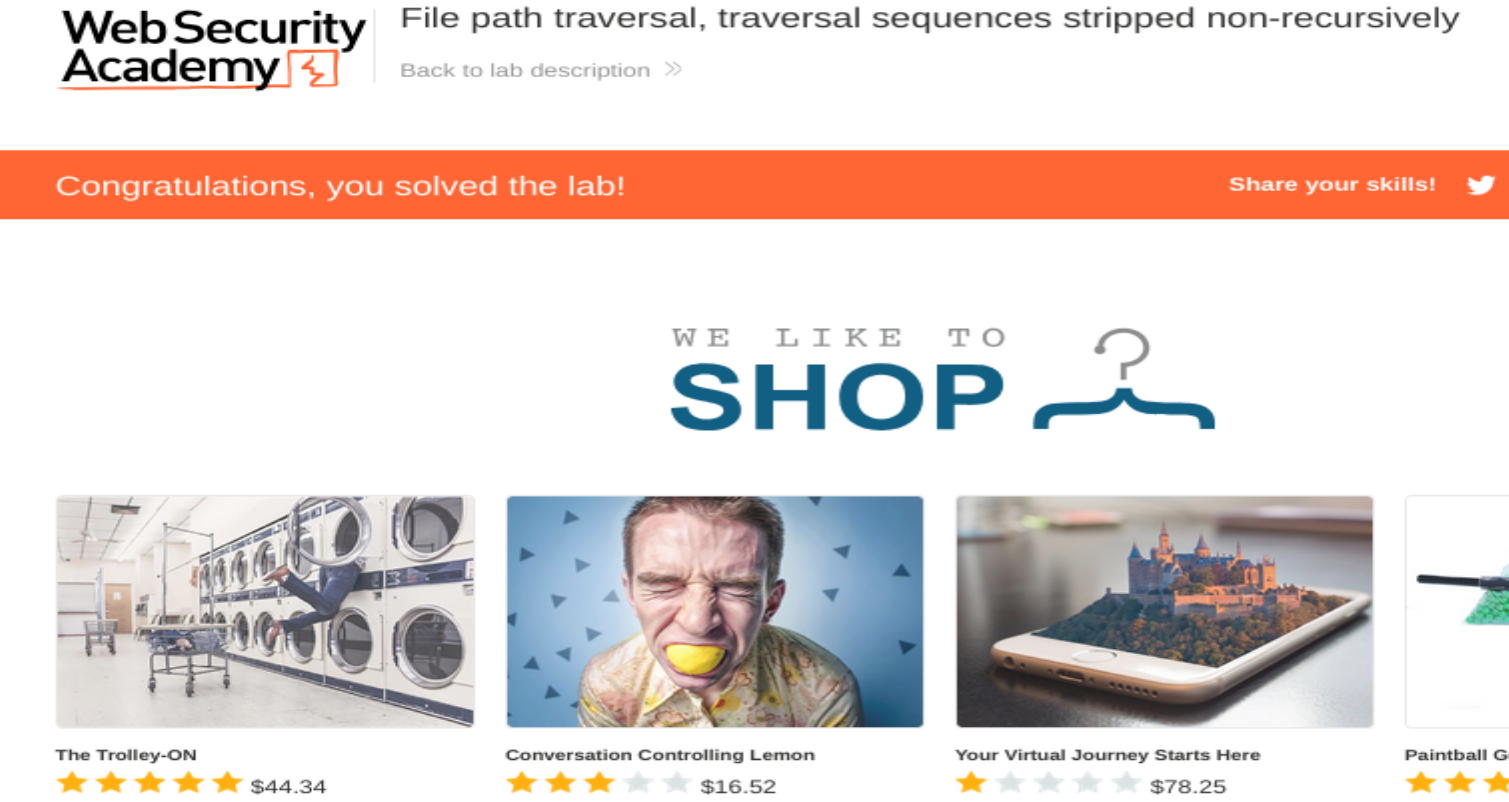 Web Security
Academy
File path traversal, traversal sequences stripped non-recursively
Back to lab description
Congratulations, you solved the lab!
Share your skills!
WE LIKE TO
SHOP
The Trolley-ON
Conversation Controlling Lemon
Your Virtual Journey Starts Here
Paintball G
$44.34
$16.52
$78.25